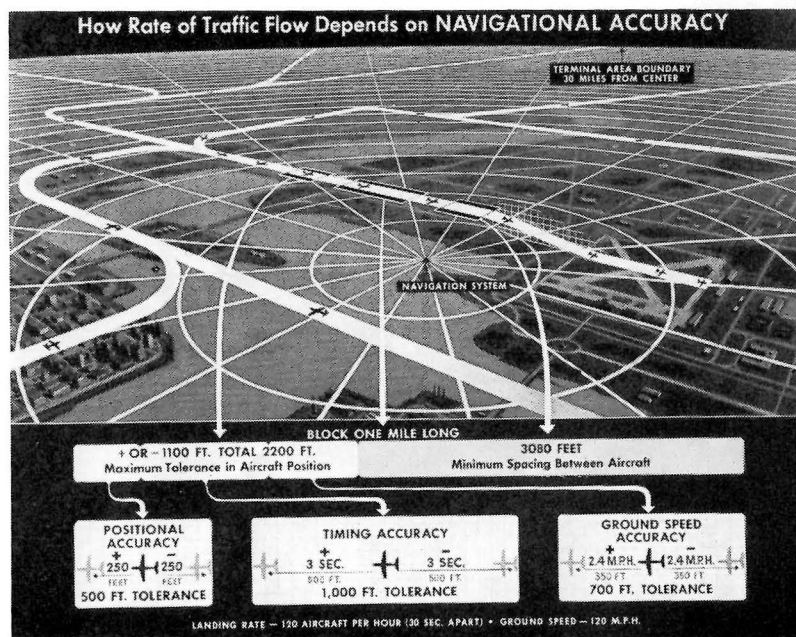 How Rate of Traffic Flow Depends on NAVIGATIONAL ACCURACY
TERMINAL AREA BOUNDARY
30 MILES FROM CENTER
NAVIGATION SYSTEM
BLOCK ONE MILE LONG
+ OR − 1100 FT. TOTAL 2200 FT.
Maximum Tolerance in Aircraft Position
3080 FEET
Minimum Spacing Between Aircraft
POSITIONAL
ACCURACY
+ −
250 250
FEET FEET
500 FT. TOLERANCE
TIMING ACCURACY
+ −
3 SEC. 3 SEC.
500 FT. 500 FT.
1,000 FT. TOLERANCE
GROUND SPEED
ACCURACY
+ −
2.4 M.P.H. 2.4 M.P.H.
350 FT 350 FT
700 FT. TOLERANCE
LANDING RATE — 120 AIRCRAFT PER HOUR (30 SEC. APART) • GROUND SPEED — 120 M.P.H.